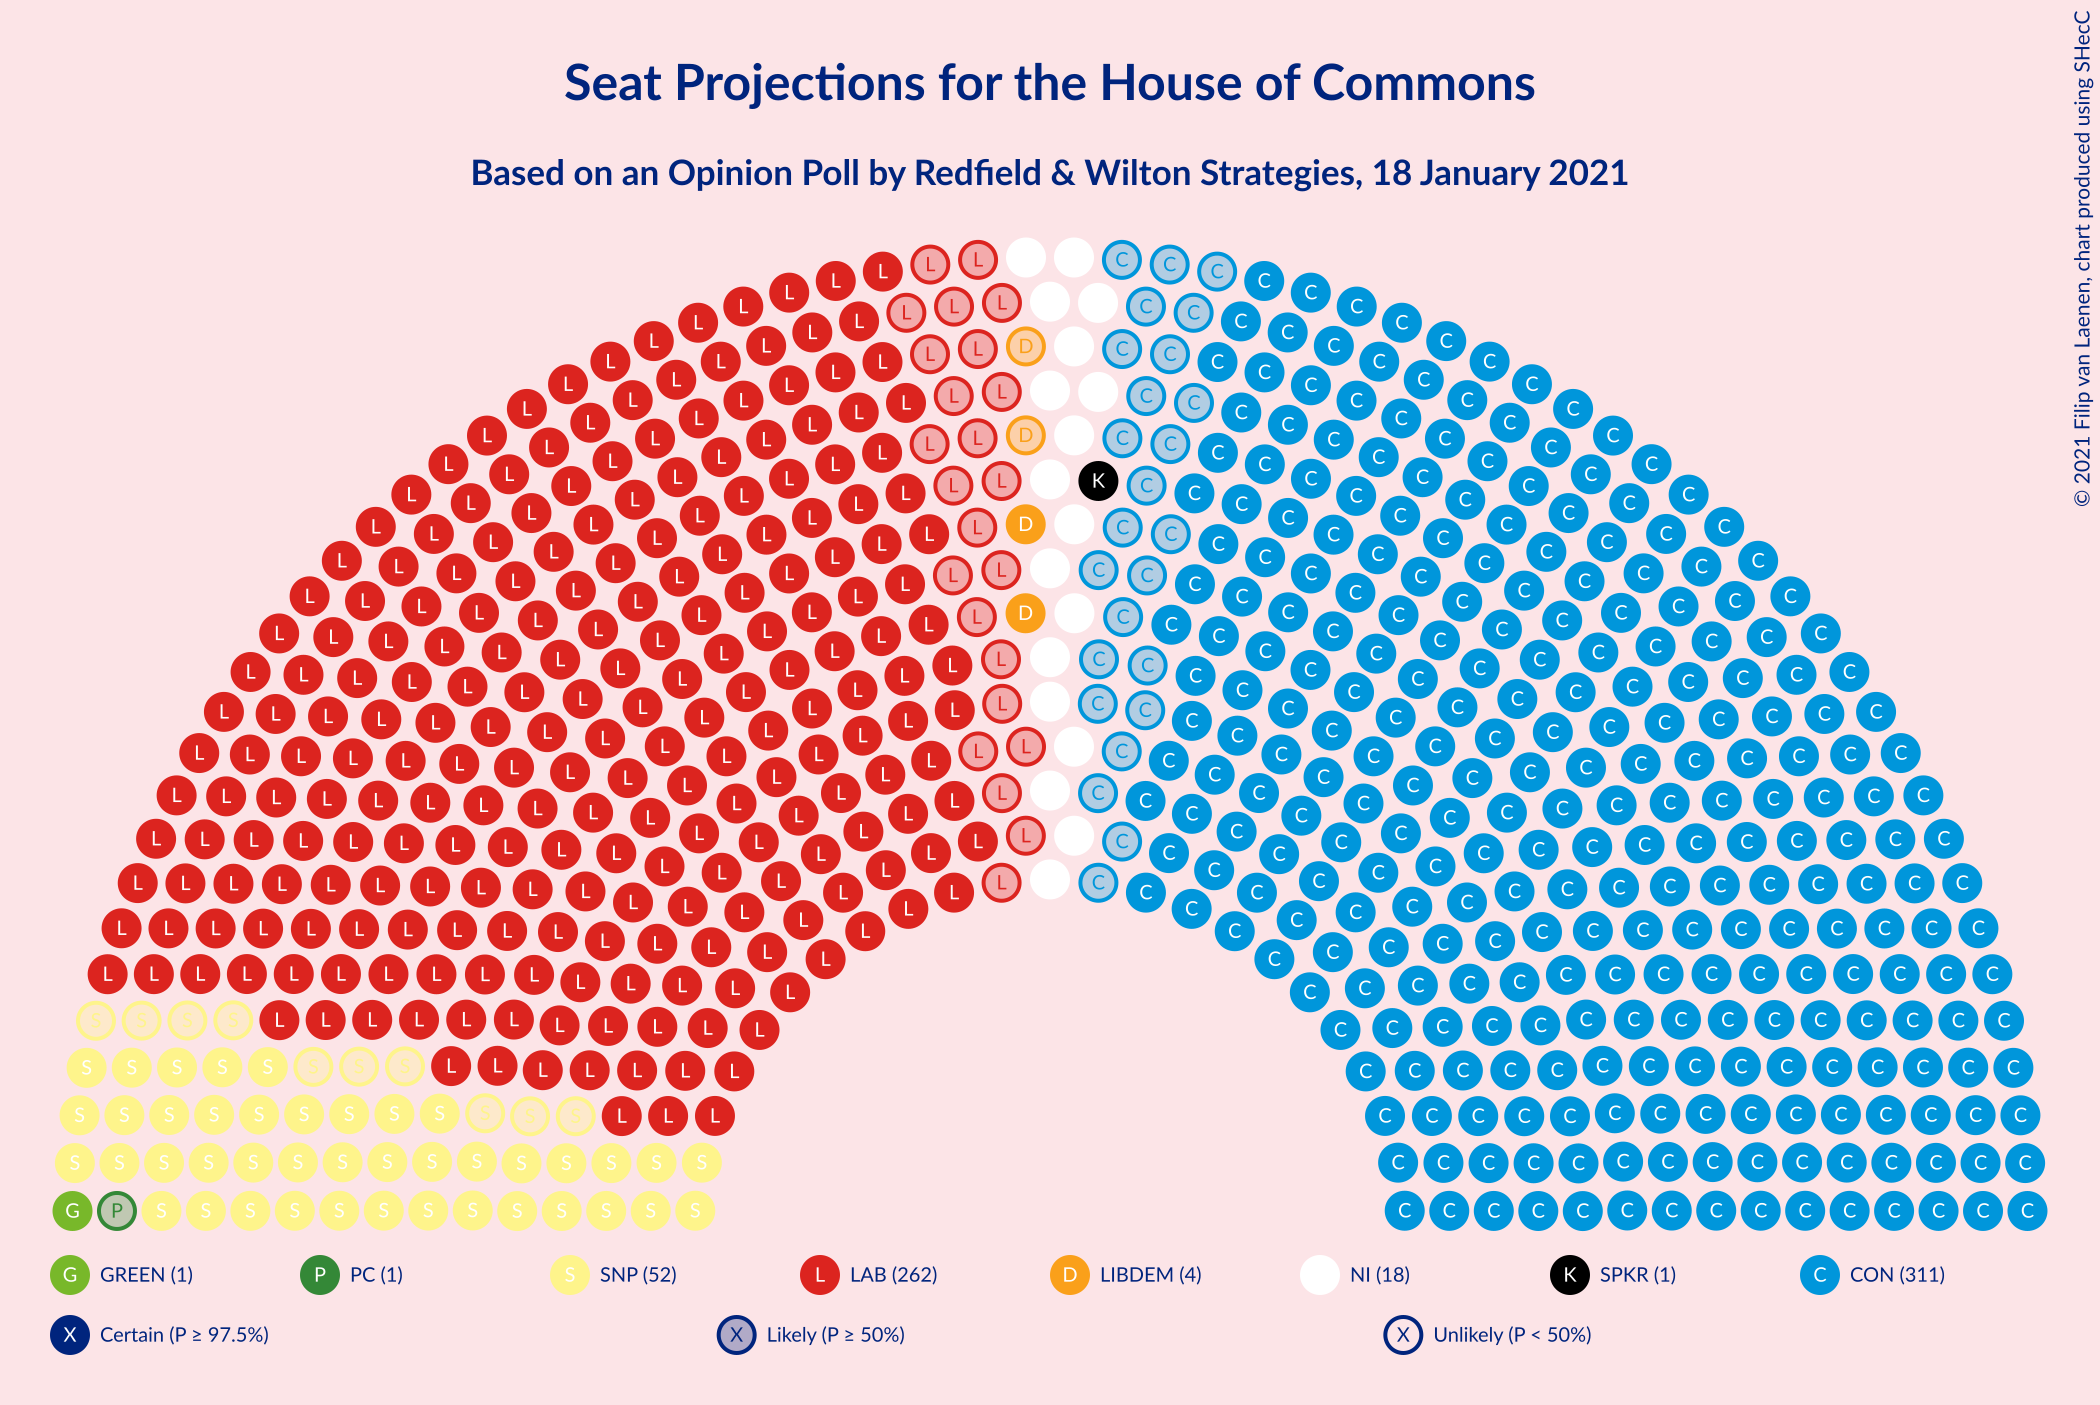 Seat Projections for the House of Commons
Based on an Opinion Poll by Redfield & Wilton Strategies, 18 January 2021
© 2021 Filip van Laenen, chart produced using SHecC
G GREEN (1)
P PC (1)
S SNP (52)
L LAB (262)
D LIBDEM (4)
NI (18)
K SPKR (1)
C CON (311)
X Certain (P ≥ 97.5%)
X Likely (P ≥ 50%)
X Unlikely (P < 50%)